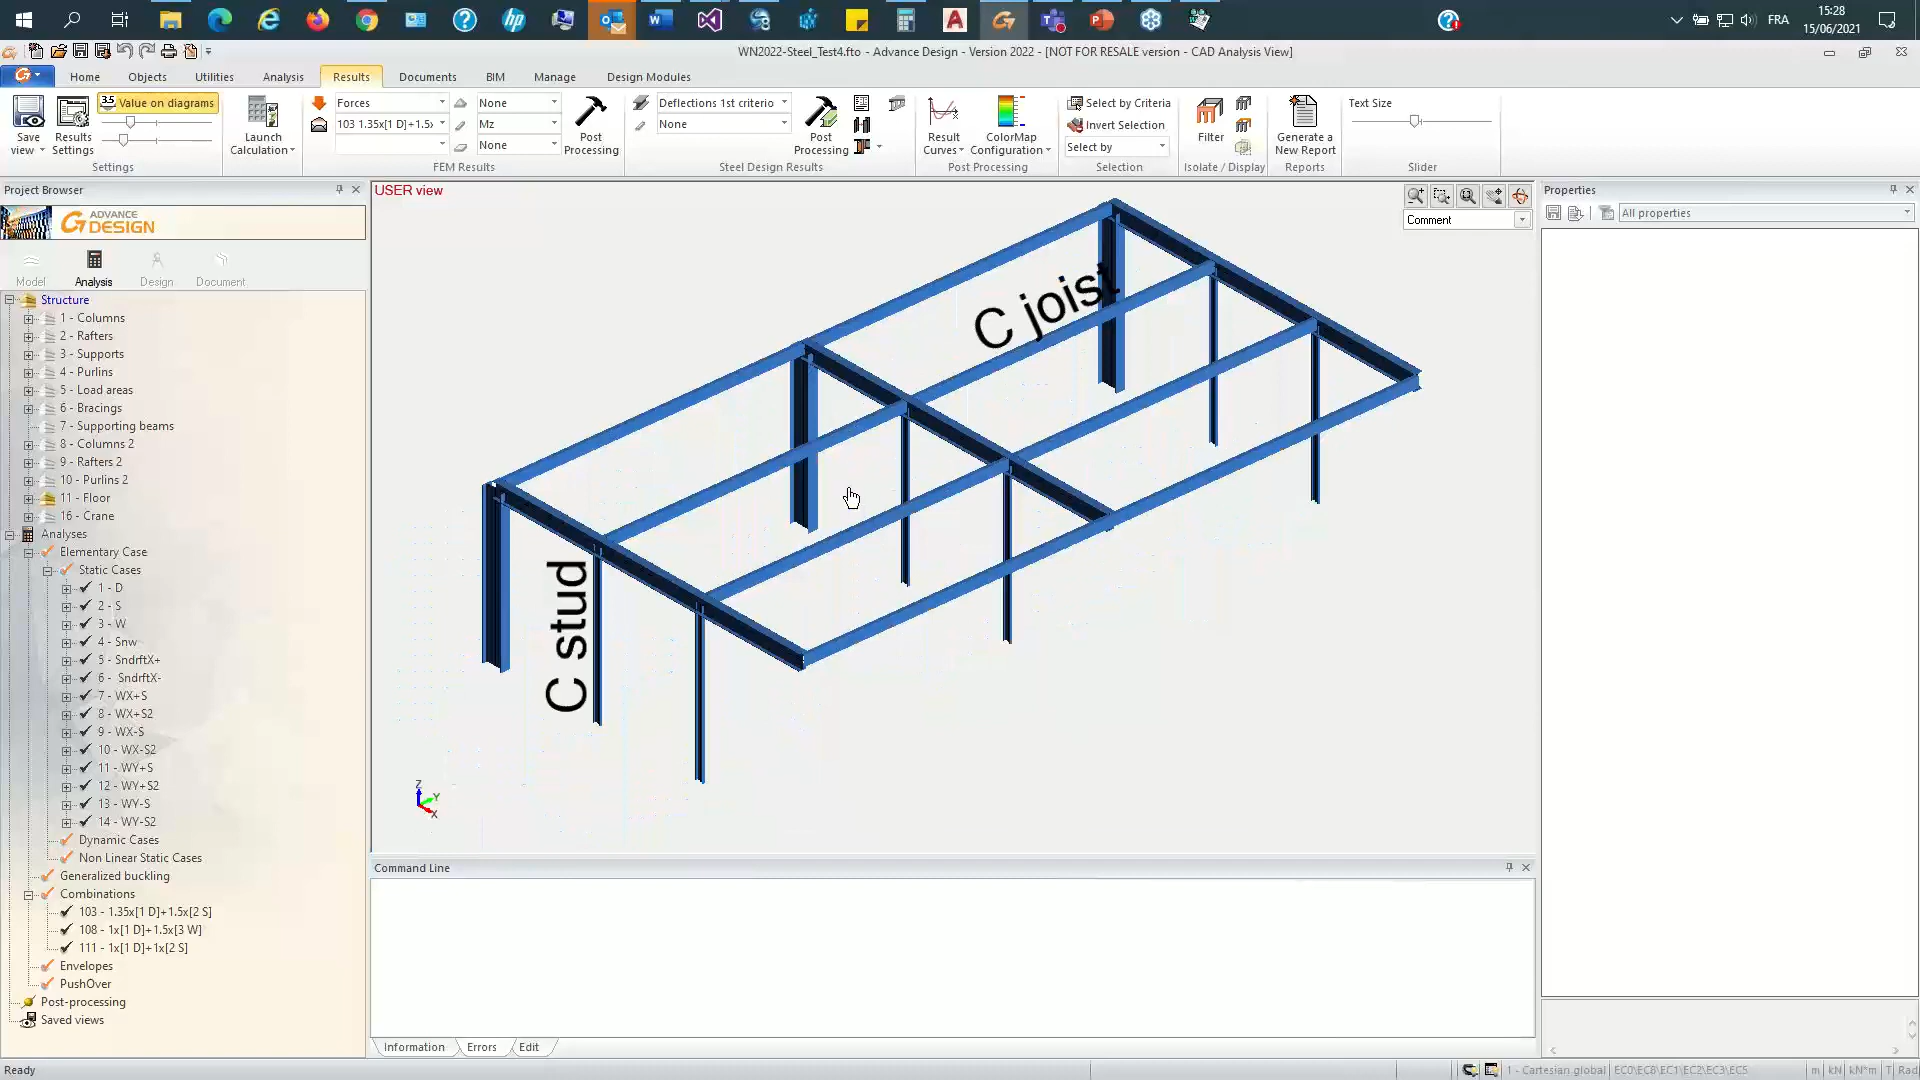 FRA
15:28
15/06/2021
WN2022-Steel_Test4.fto - Advance Design - Version 2022 - [NOT FOR RESALE version - CAD Analysis View]
Home
Objects
Utilities
Analysis
Results
Documents
BIM
Manage
Design Modules
Save view
Results Settings
3.5 Value on diagrams
Settings
Launch Calculation
Forces
103 1.35x[1 D]+1.5x
None
Mz
None
Post Processing
FEM Results
Deflections 1st criterio
None
Post Processing
Steel Design Results
Result Curves
ColorMap Configuration
Post Processing
Select by Criteria
Invert Selection
Select by
Selection
Filter
Isolate / Display
Generate a New Report
Reports
Text Size
Slider
Project Browser
ADVANCE
DESIGN
Model
Analysis
Design
Document
Structure
1 - Columns
2 - Rafters
3 - Supports
4 - Purlins
5 - Load areas
6 - Bracings
7 - Supporting beams
8 - Columns 2
9 - Rafters 2
10 - Purlins 2
11 - Floor
16 - Crane
Analyses
Elementary Case
Static Cases
1 - D
2 - S
3 - W
4 - Snw
5 - SndrftX+
6 - SndrftX-
7 - WX+S
8 - WX+S2
9 - WX-S
10 - WX-S2
11 - WY+S
12 - WY+S2
13 - WY-S
14 - WY-S2
Dynamic Cases
Non Linear Static Cases
Generalized buckling
Combinations
103 - 1.35x[1 D]+1.5x[2 S]
108 - 1x[1 D]+1.5x[3 W]
111 - 1x[1 D]+1x[2 S]
Envelopes
PushOver
Post-processing
Saved views
USER view
Comment
C joist
C stud
Z
Y
X
Properties
All properties
Command Line
Information
Errors
Edit
Ready
1 - Cartesian global
EC0\EC8\EC1\EC2\EC3\EC5
m
kN
kN*m
T
Rad